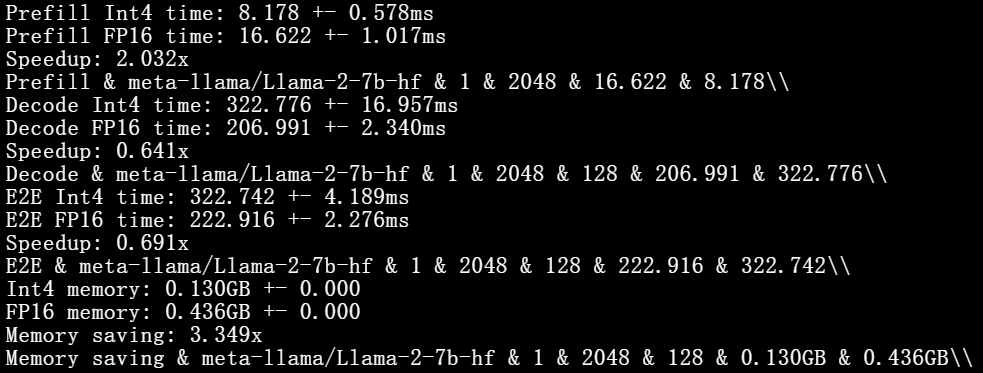 Prefill Int4 time: 8.178 +- 0.578ms
Prefill FP16 time: 16.622 +- 1.017ms
Speedup: 2.032x
Prefill & meta-llama/Llama-2-7b-hf & 1 & 2048 & 16.622 & 8.178\\
Decode Int4 time: 322.776 +- 16.957ms
Decode FP16 time: 206.991 +- 2.340ms
Speedup: 0.641x
Decode & meta-llama/Llama-2-7b-hf & 1 & 2048 & 128 & 206.991 & 322.776\\
E2E Int4 time: 322.742 +- 4.189ms
E2E FP16 time: 222.916 +- 2.276ms
Speedup: 0.691x
E2E & meta-llama/Llama-2-7b-hf & 1 & 2048 & 128 & 222.916 & 322.742\\
Int4 memory: 0.130GB +- 0.000
FP16 memory: 0.436GB +- 0.000
Memory saving: 3.349x
Memory saving & meta-llama/Llama-2-7b-hf & 1 & 2048 & 128 & 0.130GB & 0.436GB\\